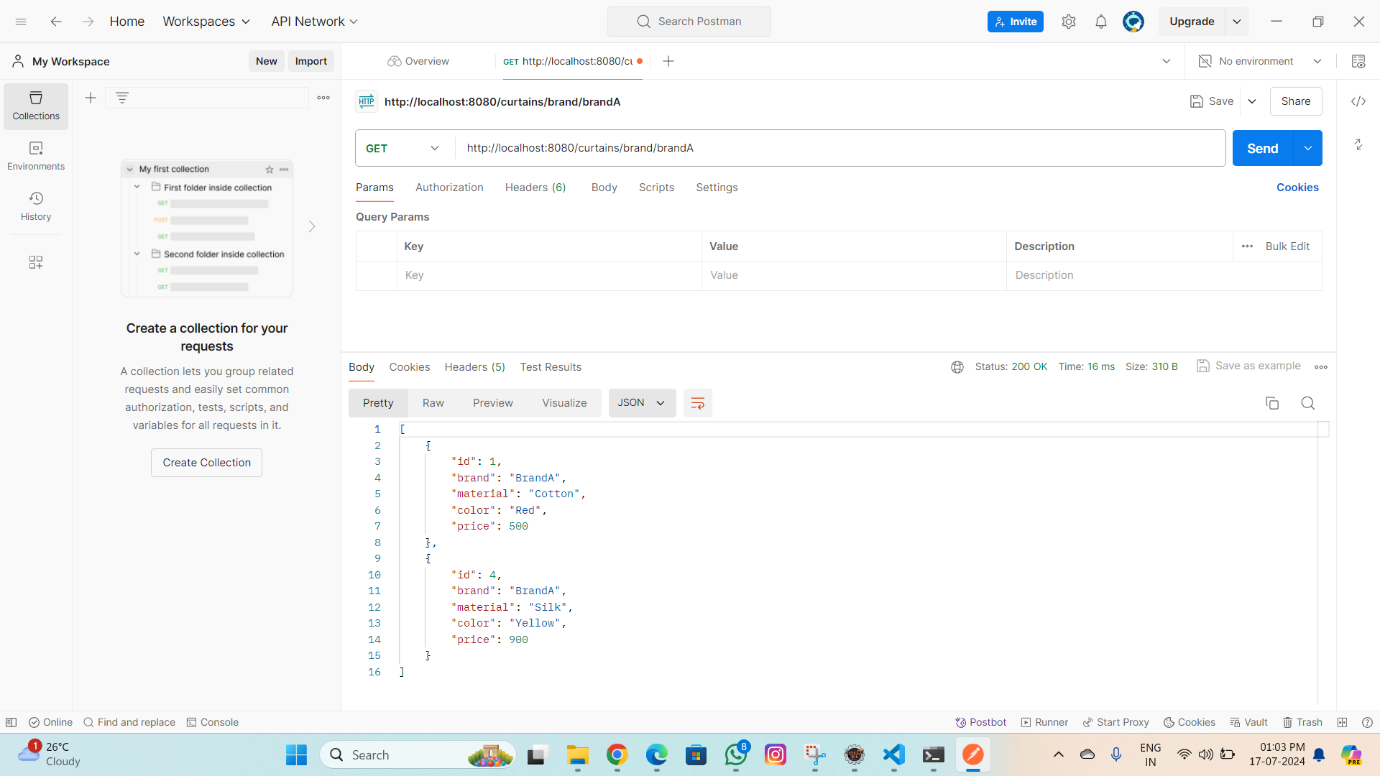 Home
Workspaces
API Network
Search Postman
Invite
Upgrade
My Workspace
New
Import
Overview
GET http://localhost:8080/cu
No environment
Collections
Environments
History
My first collection
First folder inside collection
GET
POST
GET
Second folder inside collection
GET
GET
Create a collection for your
requests
A collection lets you group related
requests and easily set common
authorization, tests, scripts, and
variables for all requests in it.
Create Collection
HTTP
http://localhost:8080/curtains/brand/brandA
Save
Share
GET
http://localhost:8080/curtains/brand/brandA
Send
Params
Authorization
Headers (6)
Body
Scripts
Settings
Cookies
Query Params
Key
Value
Description
Bulk Edit
Key
Value
Description
Body
Cookies
Headers (5)
Test Results
Status: 200 OK
Time: 16 ms
Size: 310 B
Save as example
Pretty
Raw
Preview
Visualize
JSON
1 [
2 {
3 "id": 1,
4 "brand": "BrandA",
5 "material": "Cotton",
6 "color": "Red",
7 "price": 500
8 },
9 {
10 "id": 4,
11 "brand": "BrandA",
12 "material": "Silk",
13 "color": "Yellow",
14 "price": 900
15 }
16 ]
Online
Find and replace
Console
Postbot
Runner
Start Proxy
Cookies
Vault
Trash
1
26°C
Cloudy
Search
8
ENG
IN
01:03 PM
17-07-2024
PRE